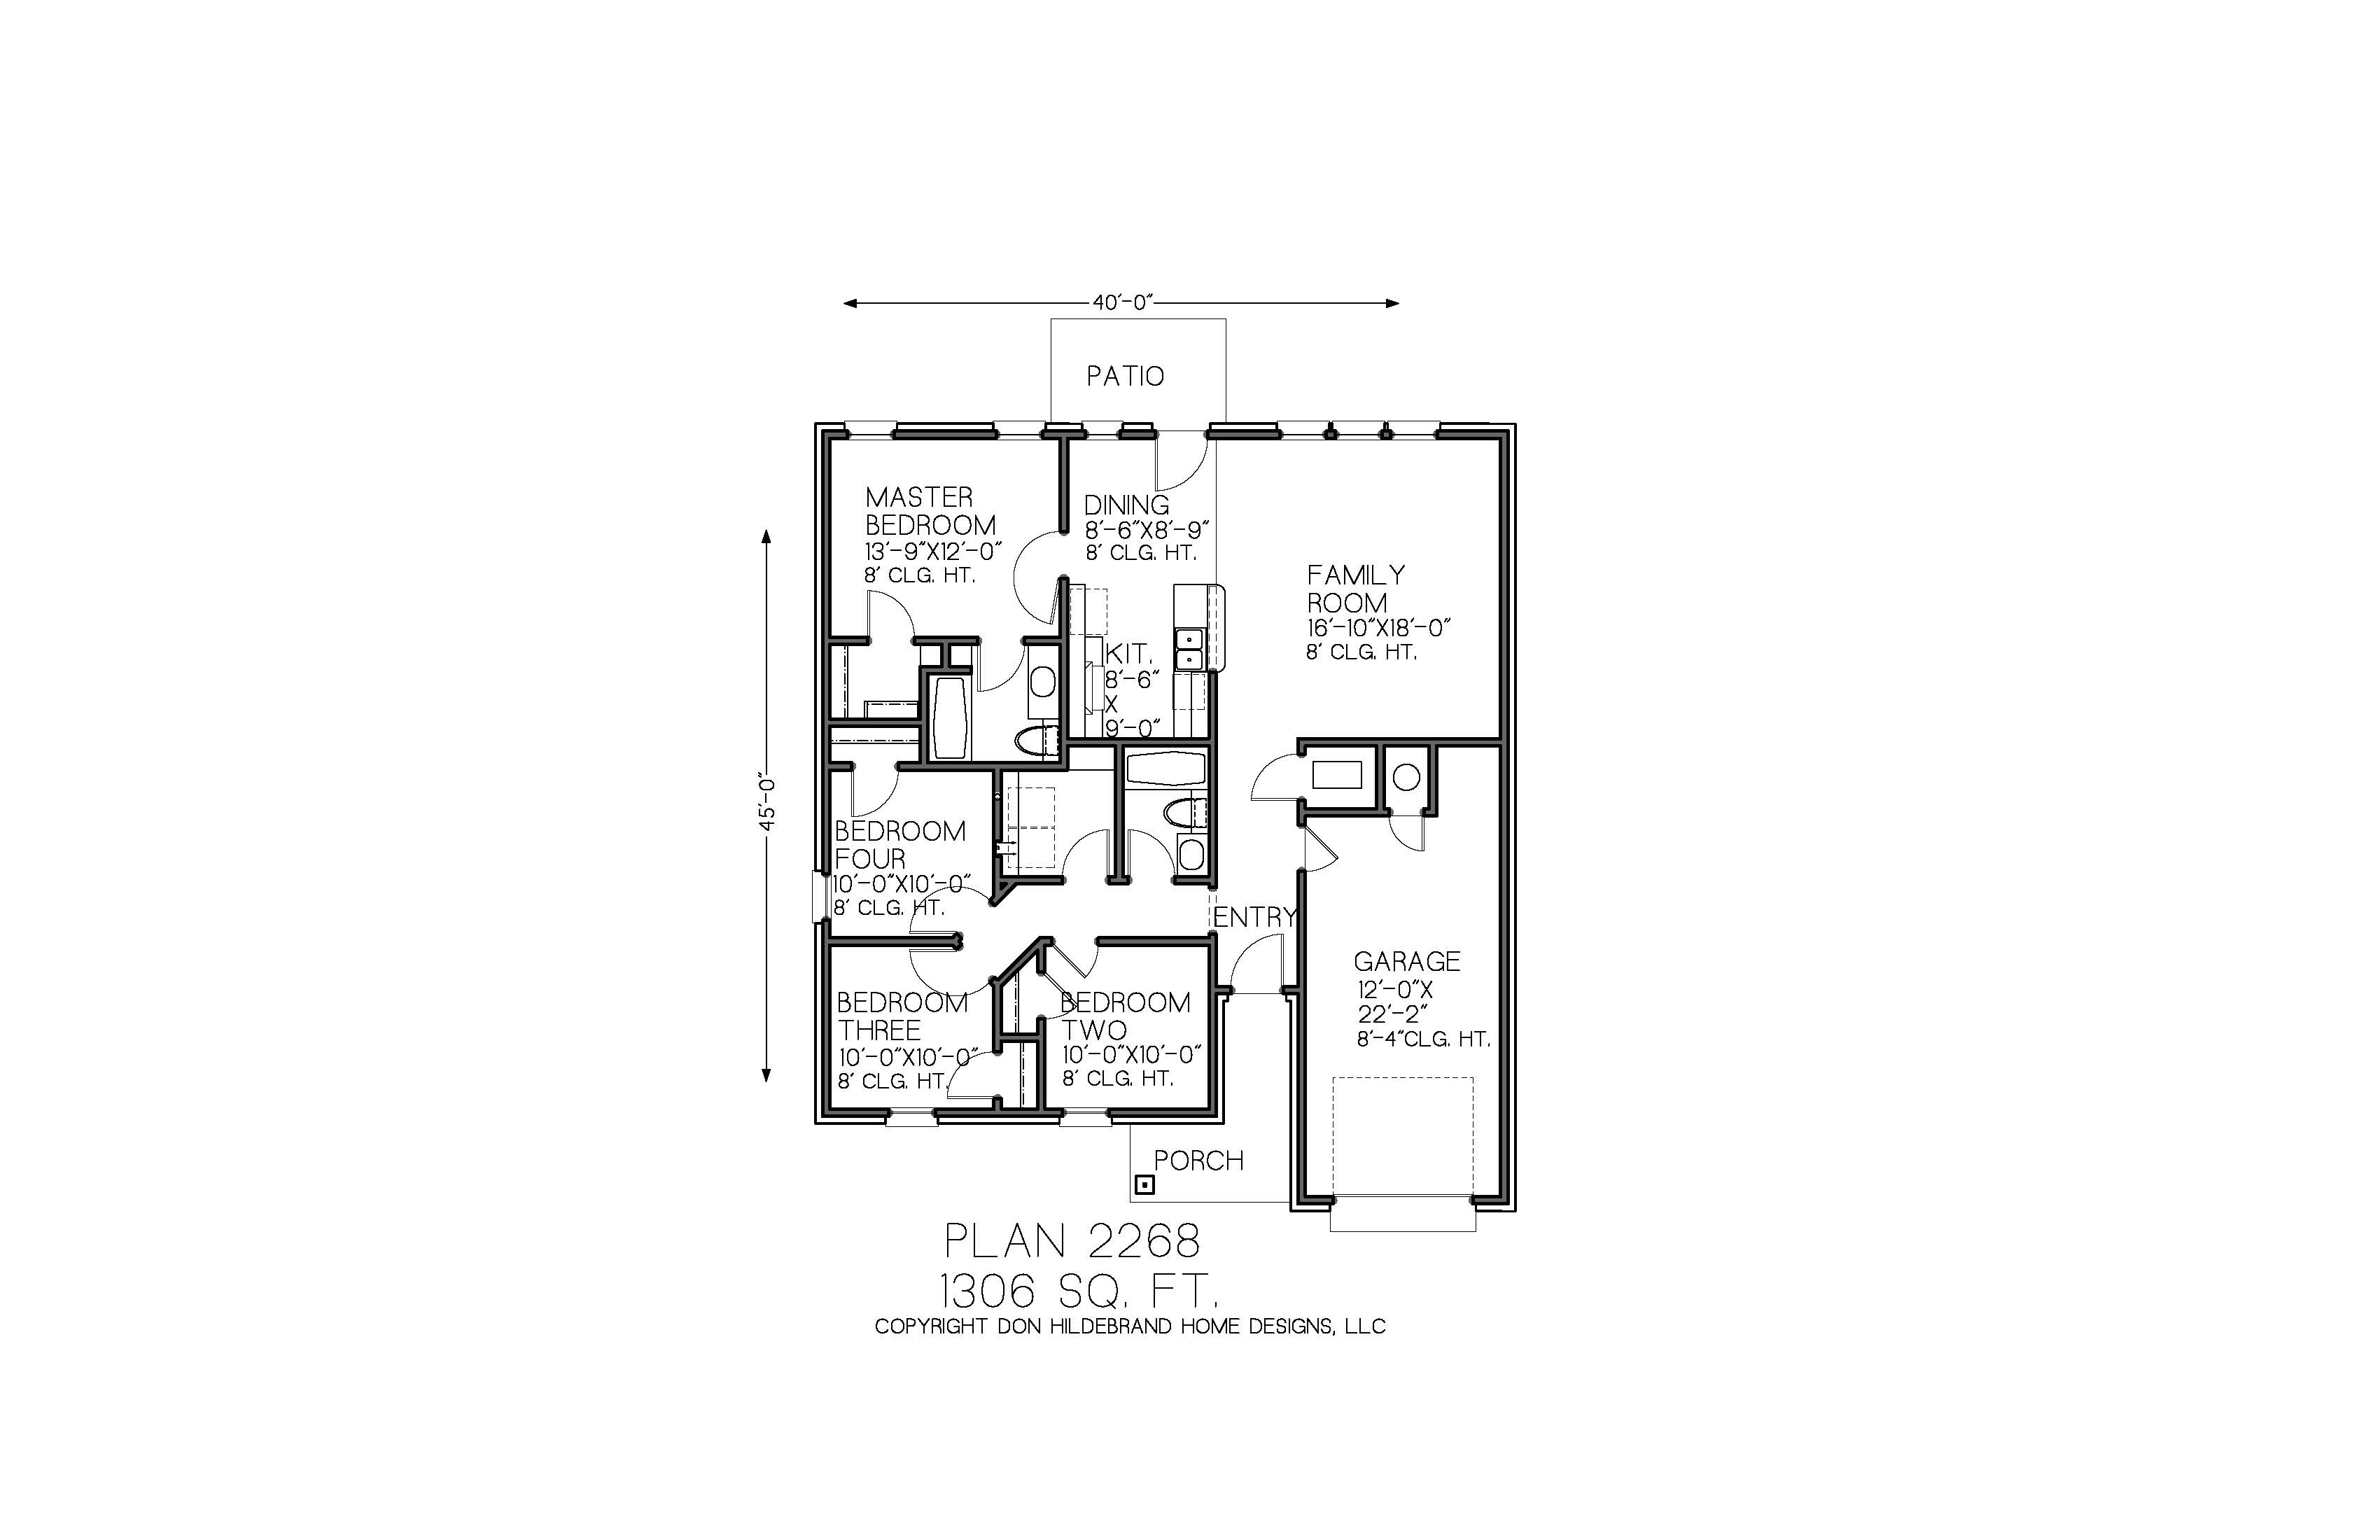 40'-0"
PATIO
MASTER
BEDROOM
13'-9"X12'-0"
8' CLG. HT.
DINING
8'-6"X8'-9"
8' CLG. HT.
FAMILY
ROOM
16'-10"X18'-0"
8' CLG. HT.
KIT.
8'-6"
X
9'-0"
45'-0"
BEDROOM
FOUR
10'-0"X10'-0"
8' CLG. HT.
ENTRY
GARAGE
12'-0"X
22'-2"
8'-4"CLG. HT.
BEDROOM
THREE
10'-0"X10'-0"
8' CLG. HT.
BEDROOM
TWO
10'-0"X10'-0"
8' CLG. HT.
PORCH
PLAN 2268
1306 SQ. FT.
COPYRIGHT DON HILDEBRAND HOME DESIGNS, LLC